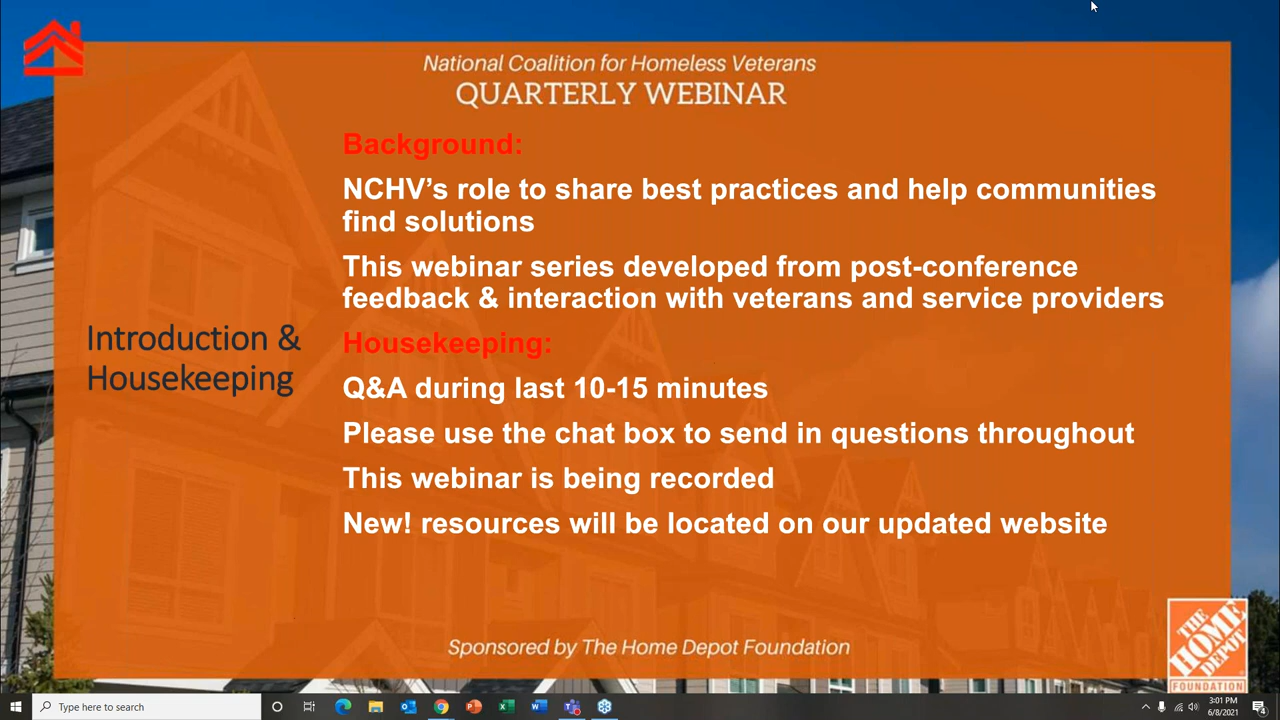 National Coalition for Homeless Veterans
QUARTERLY WEBINAR
Background:
NCHV’s role to share best practices and help communities
find solutions
This webinar series developed from post-conference
feedback & interaction with veterans and service providers
Introduction &
Housekeeping
Housekeeping:
Q&A during last 10-15 minutes
Please use the chat box to send in questions throughout
This webinar is being recorded
New! resources will be located on our updated website
Sponsored by The Home Depot Foundation
THE
HOME
DEPOT
FOUNDATION
Type here to search
3:01 PM
6/8/2021
4